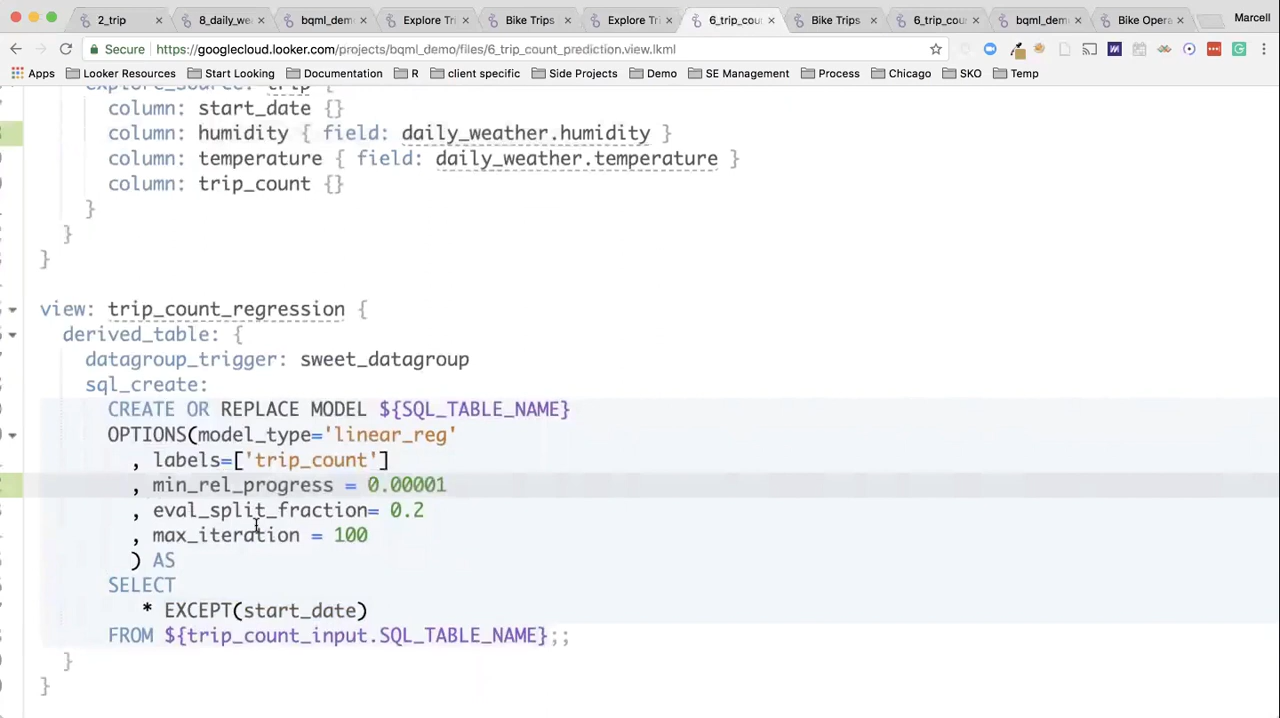 2_trip
8_daily_we
bqml_dem
Explore Tri
Bike Trips
Explore Tri
6_trip_cou
Bike Trips
6_trip_cou
bqml_dem
Bike Opera
Marcell
Secure
https://googlecloud.looker.com/projects/bqml_demo/files/6_trip_count_prediction.view.lkml
Apps Looker Resources Start Looking Documentation R client specific Side Projects Demo SE Management Process Chicago SKO Temp
explore_source: trip {
column: start_date {}
column: humidity { field: daily_weather.humidity }
column: temperature { field: daily_weather.temperature }
column: trip_count {}
}
}
}
view: trip_count_regression {
derived_table: {
datagroup_trigger: sweet_datagroup
sql_create:
CREATE OR REPLACE MODEL ${SQL_TABLE_NAME}
OPTIONS(model_type='linear_reg'
, labels=['trip_count']
, min_rel_progress = 0.00001
, eval_split_fraction= 0.2
, max_iteration = 100
) AS
SELECT
* EXCEPT(start_date)
FROM ${trip_count_input.SQL_TABLE_NAME};;
}
}